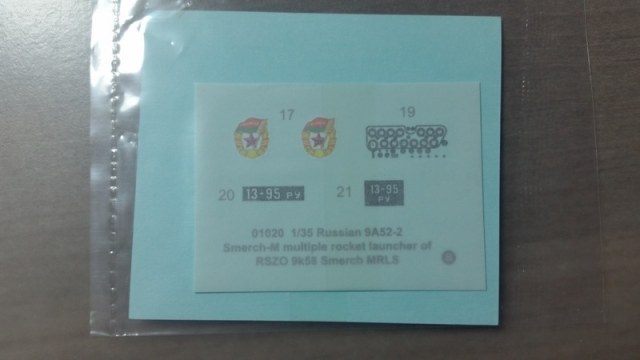 17
19
20
13-95 РУ
21
13-95
РУ
01020 1/35 Russian 9A52-2
Smerch-M multiple rocket launcher of
RSZO 9k58 Smerch MRLS